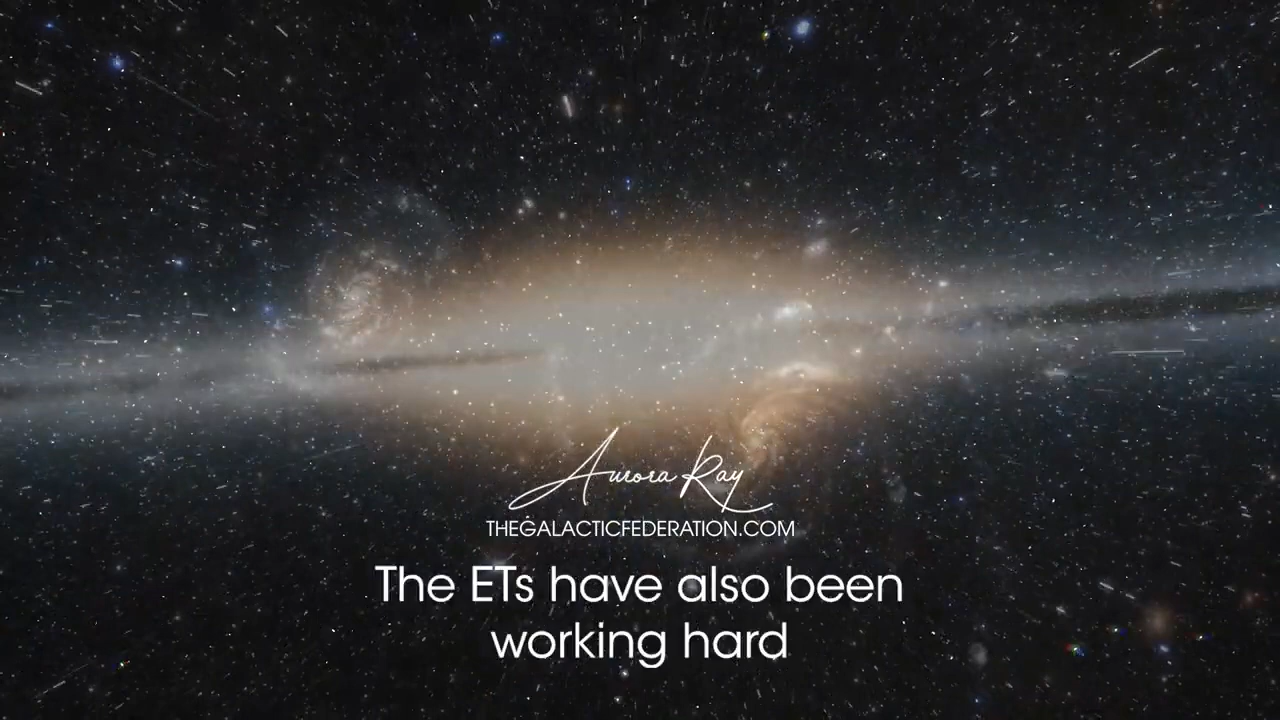 Aurora Ray
THEGALACTICFEDERATION.COM
The ETs have also been
working hard